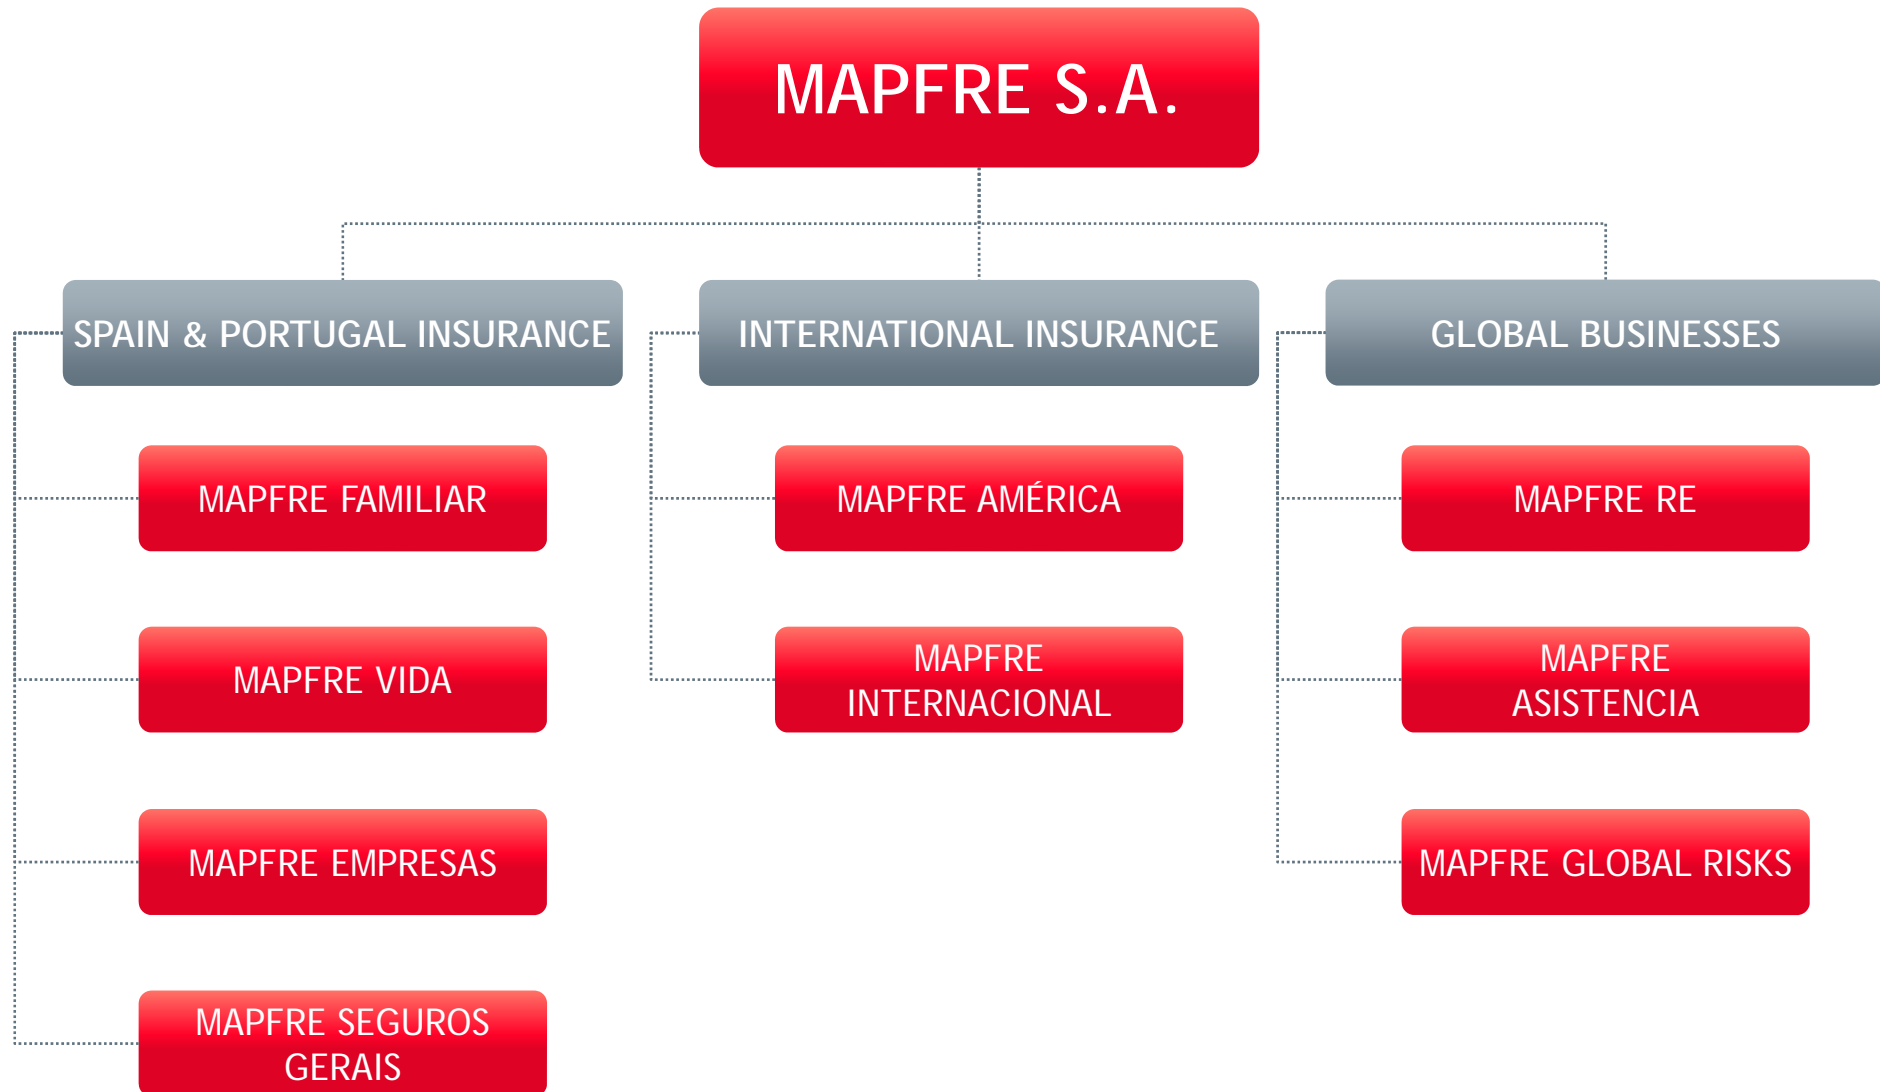 MAPFRE S.A.
SPAIN & PORTUGAL INSURANCE
INTERNATIONAL INSURANCE
GLOBAL BUSINESSES
MAPFRE FAMILIAR
MAPFRE AMÉRICA
MAPFRE RE
MAPFRE VIDA
MAPFRE
INTERNACIONAL
MAPFRE
ASISTENCIA
MAPFRE EMPRESAS
MAPFRE GLOBAL RISKS
MAPFRE SEGUROS
GERAIS